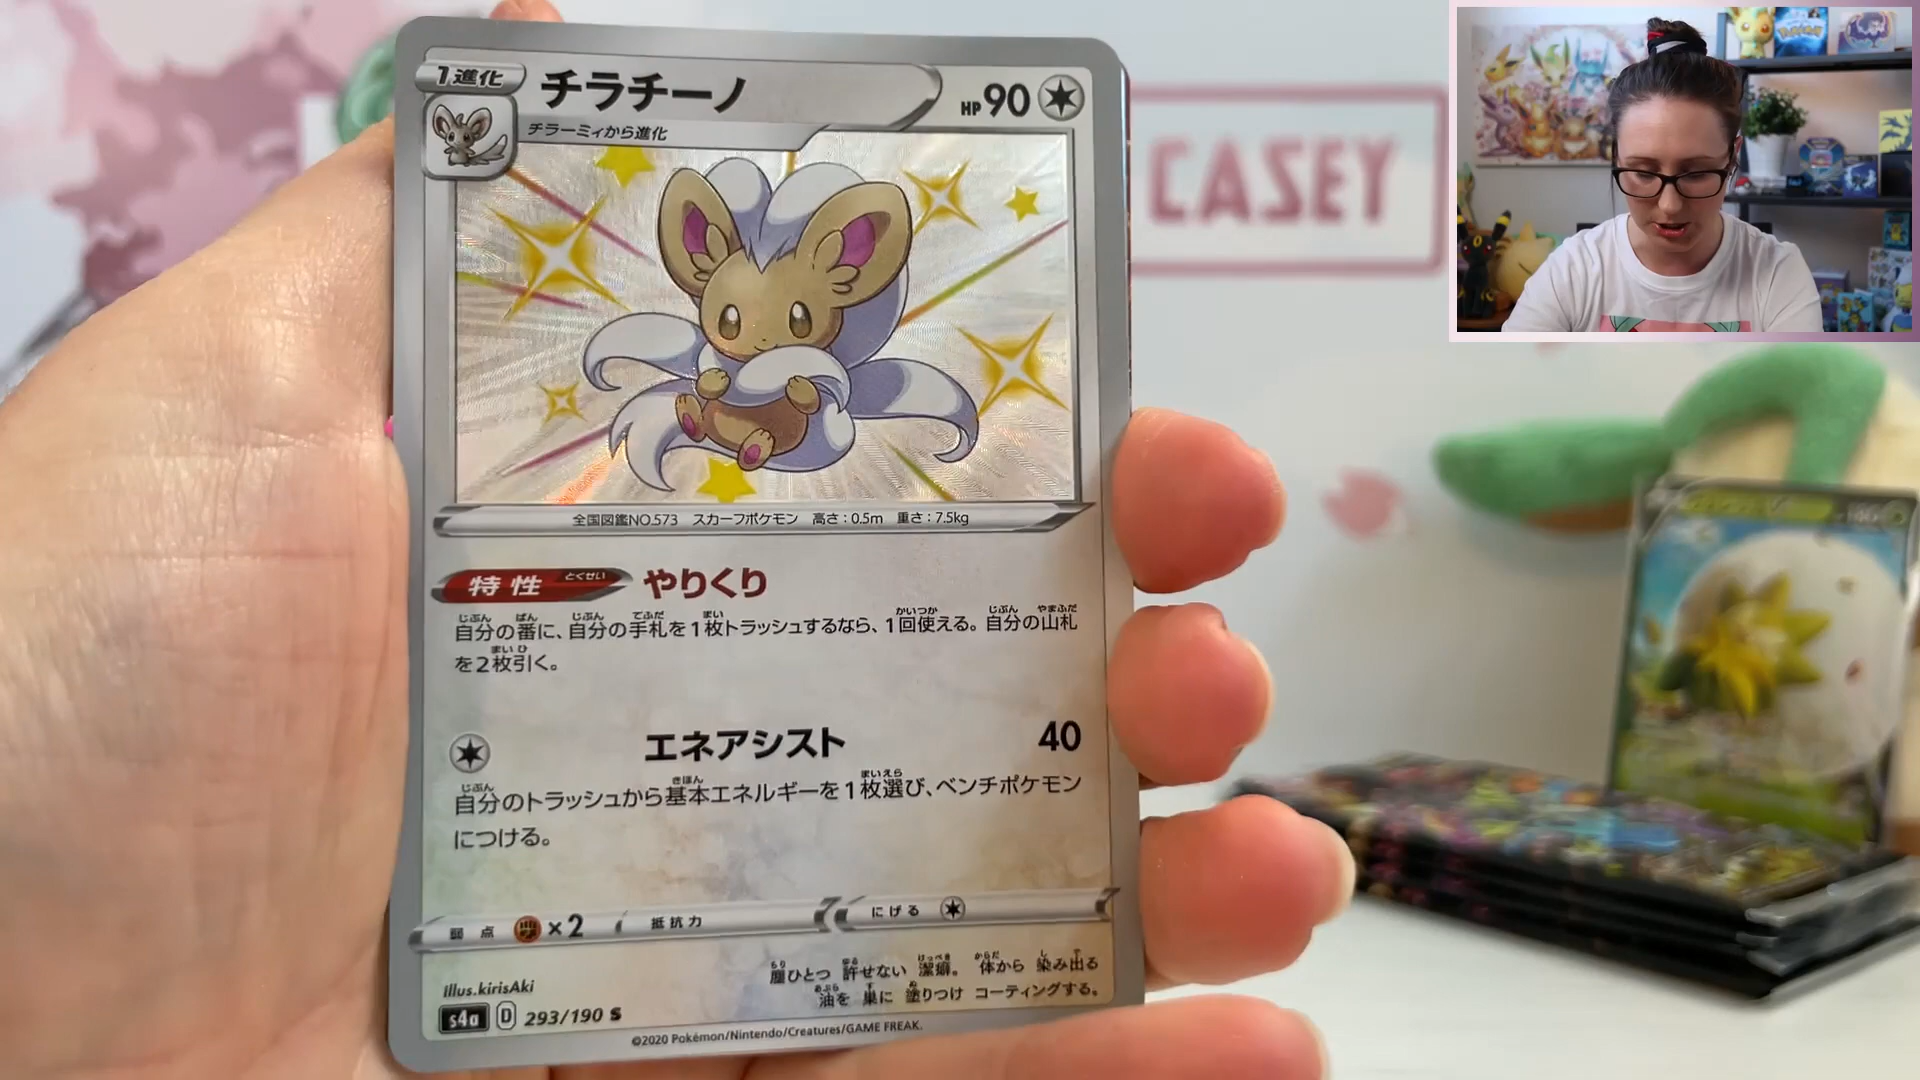 1進化
チラチーノ
HP90
チラーミィから進化
全国図鑑NO.573 スカーフポケモン 高さ:0.5m 重さ:7.5kg
特性 とくせい やりくり
自分の番に、自分の手札を1枚トラッシュするなら、1回使える。自分の山札
を2枚引く。
エネアシスト 40
自分のトラッシュから基本エネルギーを1枚選び、ベンチポケモン
につける。
弱点 ×2 抵抗力 にげる
塵ひとつ 許せない 潔癖。 体から 染み出る
油を 巣に 塗りつけ コーティングする。
Illus.kirisAki
s4a D 293/190 S
©2020 Pokémon/Nintendo/Creatures/GAME FREAK.
CASEY